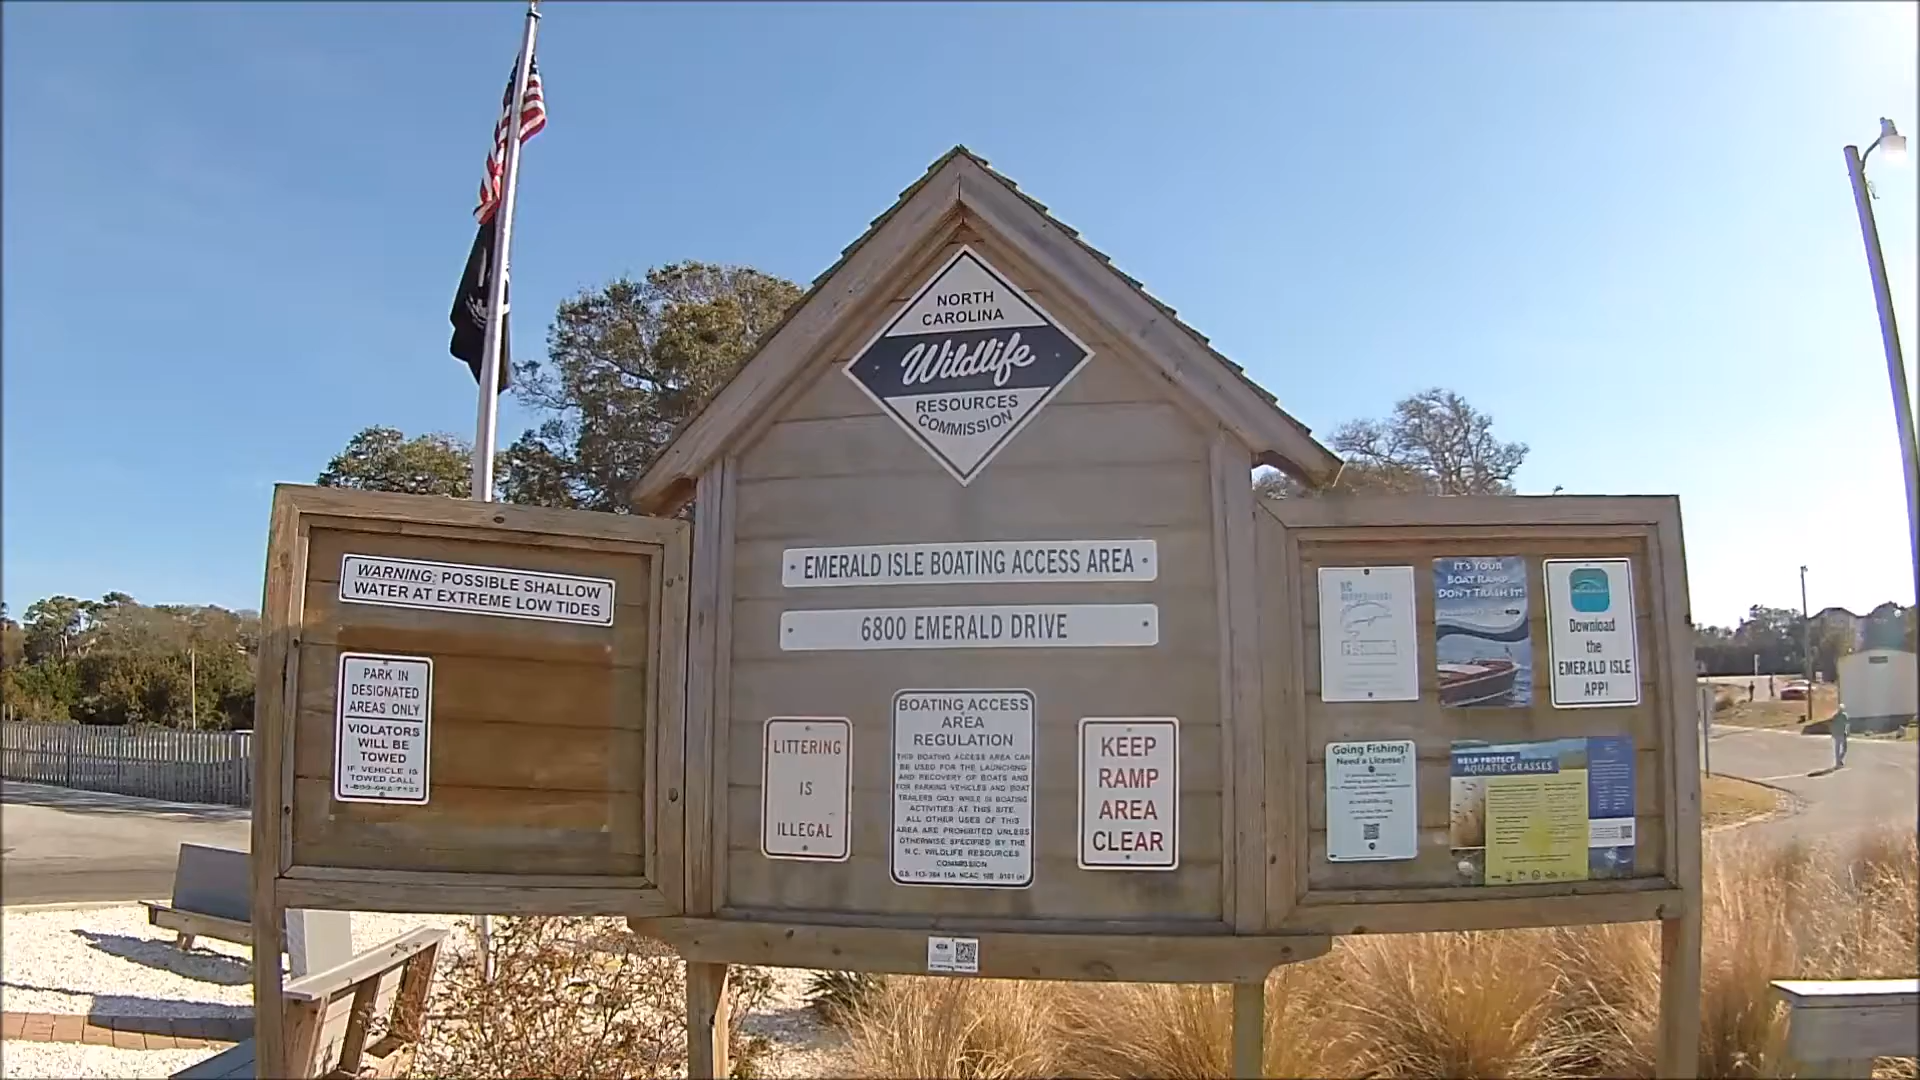 NORTH
CAROLINA
Wildlife
RESOURCES
COMMISSION
WARNING: POSSIBLE SHALLOW
WATER AT EXTREME LOW TIDES
PARK IN
DESIGNATED
AREAS ONLY
VIOLATORS
WILL BE
TOWED
IF VEHICLE IS
TOWED CALL
EMERALD ISLE BOATING ACCESS AREA
6800 EMERALD DRIVE
LITTERING
IS
ILLEGAL
BOATING ACCESS
AREA
REGULATION
THIS BOATING ACCESS AREA CAN
BE USED FOR THE LAUNCHING
AND RECOVERY OF BOATS AND
FOR PARKING VEHICLES AND BOAT
TRAILERS ONLY WHILE IN BOATING
ACTIVITIES AT THIS SITE.
ALL OTHER USES OF THIS
AREA ARE PROHIBITED UNLESS
OTHERWISE SPECIFIED BY THE
N.C. WILDLIFE RESOURCES
COMMISSION
KEEP
RAMP
AREA
CLEAR
NC
IT'S YOUR
BOAT RAMP...
DON'T TRASH IT!
Download
the
EMERALD ISLE
APP!
Going Fishing?
Need a License?
HELP PROTECT
AQUATIC GRASSES